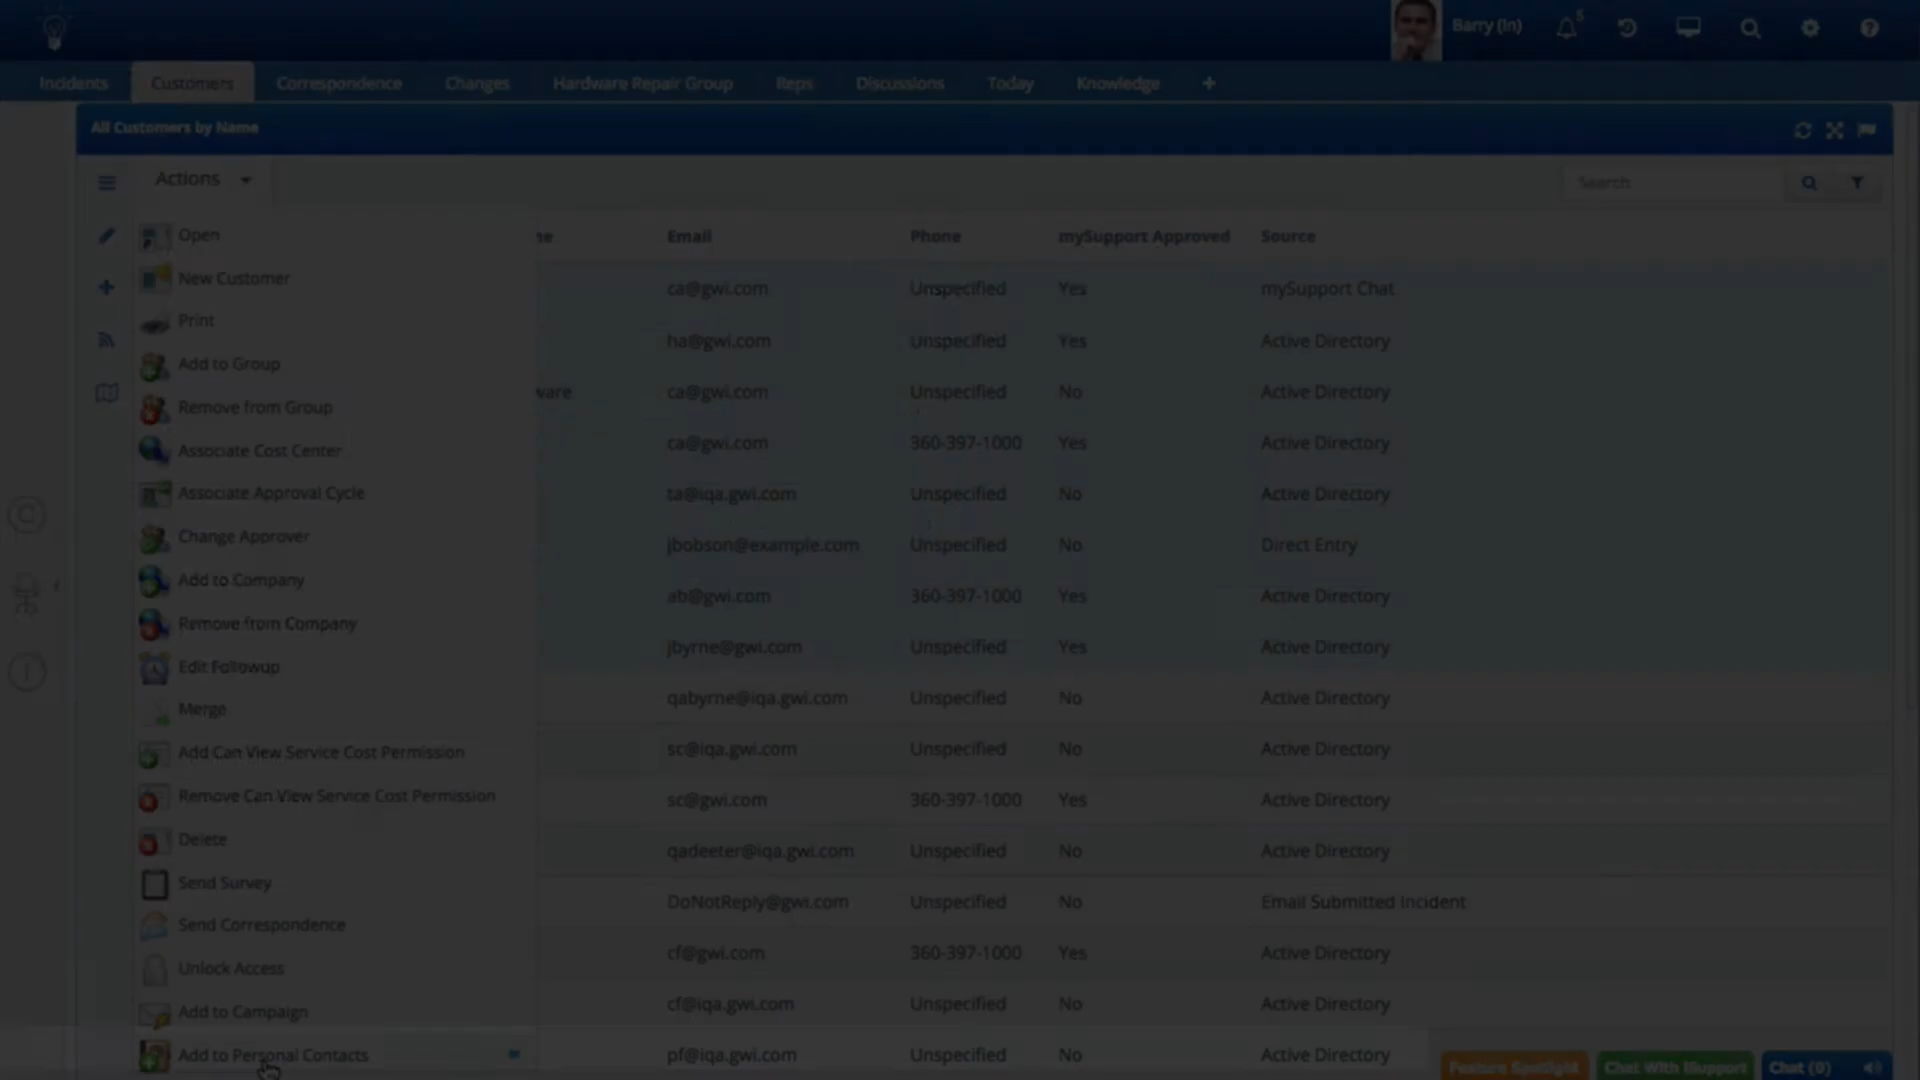 Barry (In)
5
Incidents Customers Correspondence Changes Hardware Repair Group Reps Discussions Today Knowledge +
All Customers by Name
Actions
Search
Open
New Customer
Print
Add to Group
Remove from Group
Associate Cost Center
Associate Approval Cycle
Change Approver
Add to Company
Remove from Company
Edit Followup
Merge
Add Can View Service Cost Permission
Remove Can View Service Cost Permission
Delete
Send Survey
Send Correspondence
Unlock Access
Add to Campaign
Add to Personal Contacts
ne Email Phone mySupport Approved Source
ca@gwi.com Unspecified Yes mySupport Chat
ha@gwi.com Unspecified Yes Active Directory
ware ca@gwi.com Unspecified No Active Directory
ca@gwi.com 360-397-1000 Yes Active Directory
ta@iqa.gwi.com Unspecified No Active Directory
jbobson@example.com Unspecified No Direct Entry
ab@gwi.com 360-397-1000 Yes Active Directory
jbyrne@gwi.com Unspecified Yes Active Directory
qabyrne@iqa.gwi.com Unspecified No Active Directory
sc@iqa.gwi.com Unspecified No Active Directory
sc@gwi.com 360-397-1000 Yes Active Directory
qadeeter@iqa.gwi.com Unspecified No Active Directory
DoNotReply@gwi.com Unspecified No Email Submitted Incident
cf@gwi.com 360-397-1000 Yes Active Directory
cf@iqa.gwi.com Unspecified No Active Directory
pf@iqa.gwi.com Unspecified No Active Directory
Feature Spotlight Chat With iSupport Chat (0)